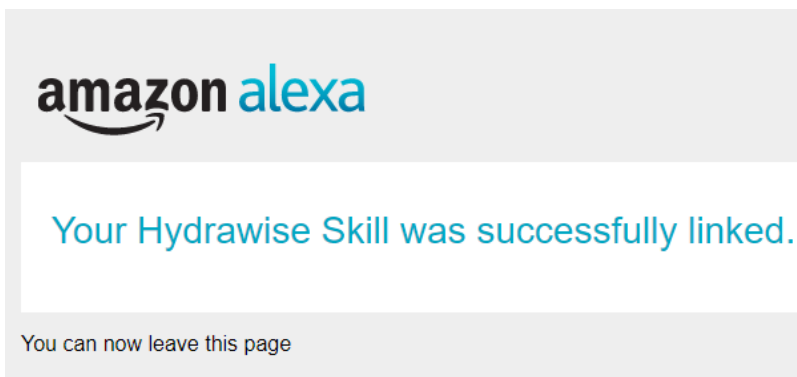 amazon alexa
Your Hydrawise Skill was successfully linked.
You can now leave this page